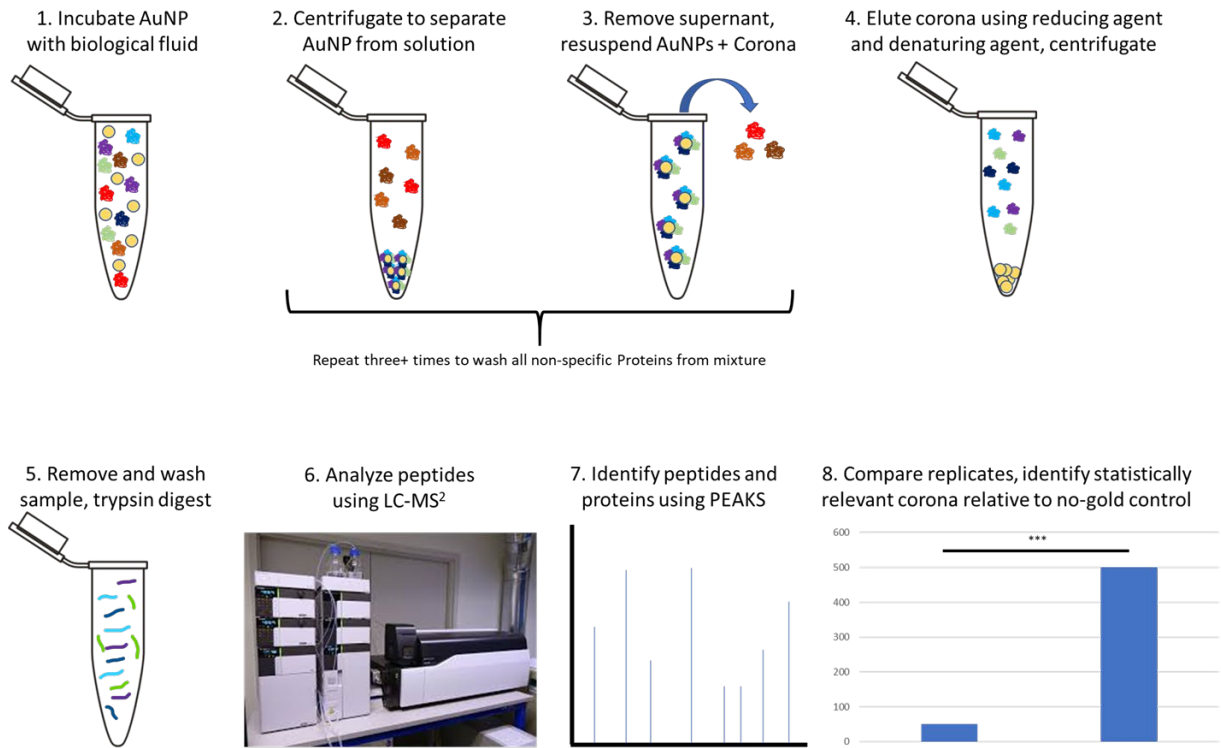 1. Incubate AuNP
with biological fluid
2. Centrifugate to separate
AuNP from solution
3. Remove supernant,
resuspend AuNPs + Corona
4. Elute corona using reducing agent
and denaturing agent, centrifugate
Repeat three+ times to wash all non-specific Proteins from mixture
5. Remove and wash
sample, trypsin digest
6. Analyze peptides
using LC-MS²
7. Identify peptides and
proteins using PEAKS
8. Compare replicates, identify statistically
relevant corona relative to no-gold control
600
***
500
400
300
200
100
0